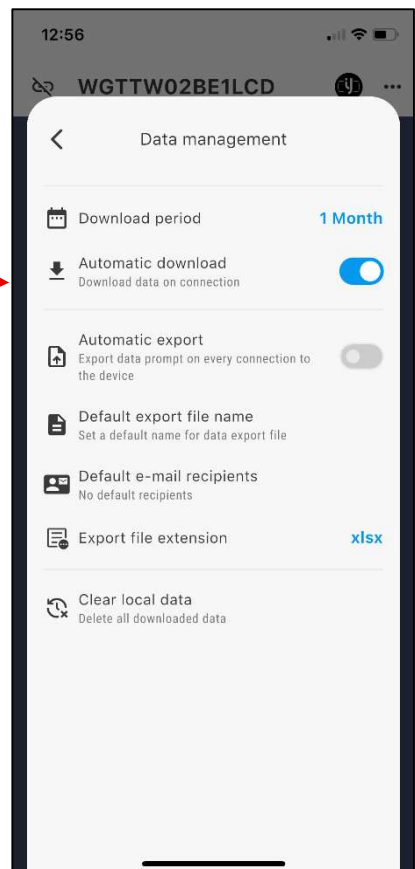 12:56
WGTTW02BE1LCD
Data management
Download period 1 Month
Automatic download
Download data on connection
Automatic export
Export data prompt on every connection to
the device
Default export file name
Set a default name for data export file
Default e-mail recipients
No default recipients
Export file extension xlsx
Clear local data
Delete all downloaded data